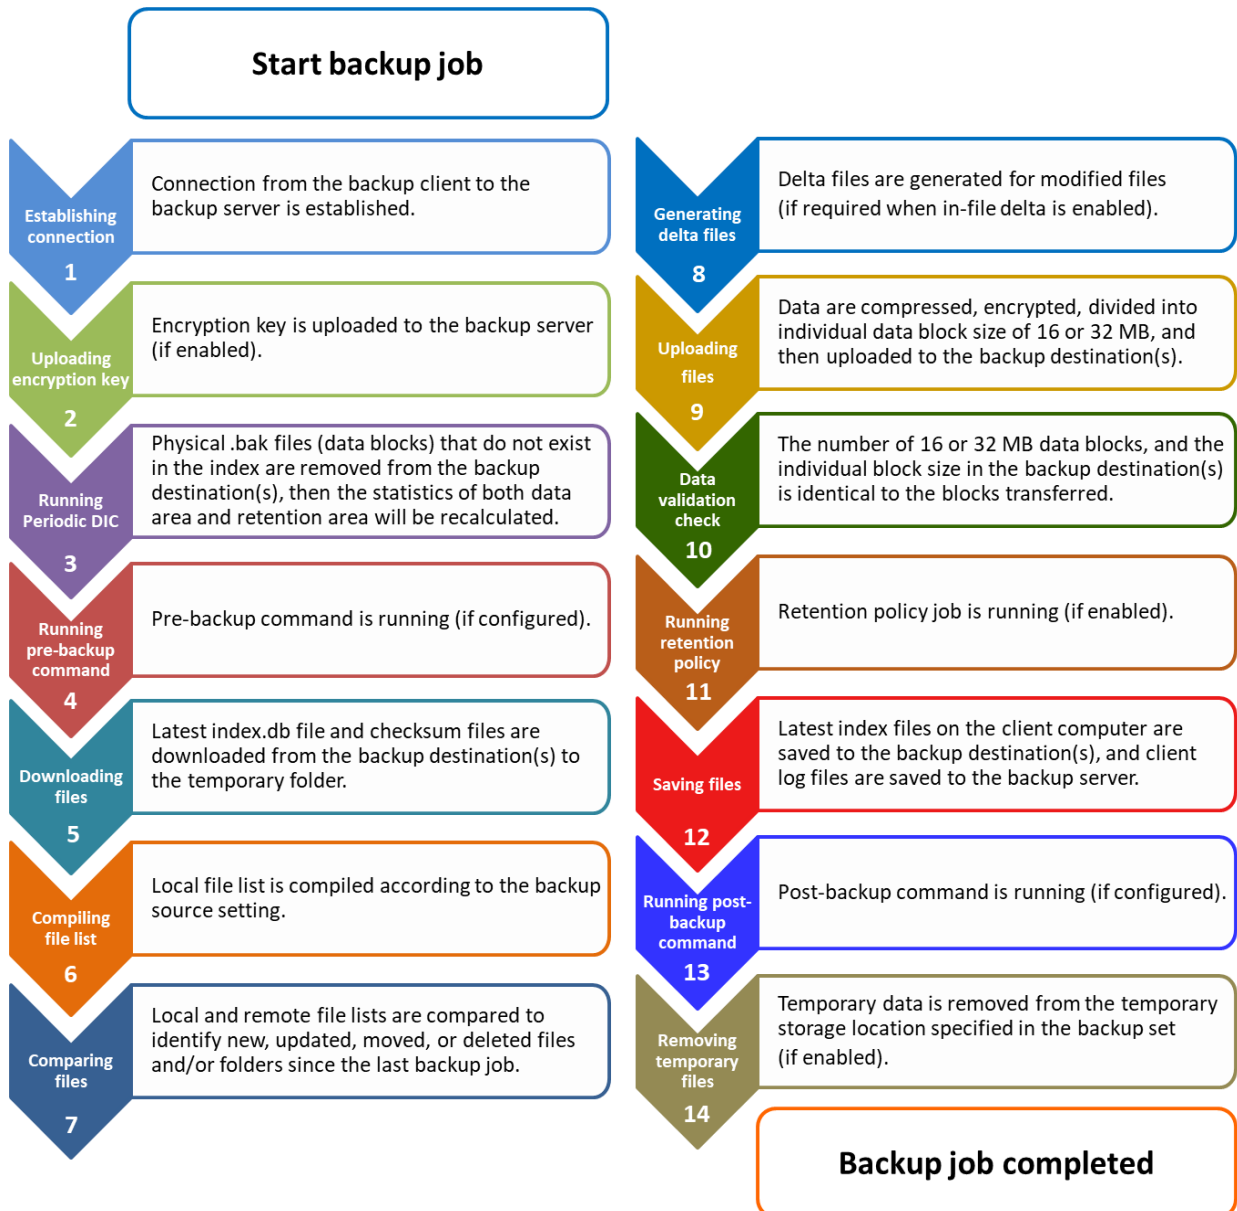 Start backup job
Establishing
connection
1
Connection from the backup client to the
backup server is established.
Uploading
encryption key
2
Encryption key is uploaded to the backup server
(if enabled).
Running
Periodic DIC
3
Physical .bak files (data blocks) that do not exist
in the index are removed from the backup
destination(s), then the statistics of both data
area and retention area will be recalculated.
Running
pre-backup
command
4
Pre-backup command is running (if configured).
Downloading
files
5
Latest index.db file and checksum files are
downloaded from the backup destination(s) to
the temporary folder.
Compiling
file list
6
Local file list is compiled according to the backup
source setting.
Comparing
files
7
Local and remote file lists are compared to
identify new, updated, moved, or deleted files
and/or folders since the last backup job.
Generating
delta files
8
Delta files are generated for modified files
(if required when in-file delta is enabled).
Uploading
files
9
Data are compressed, encrypted, divided into
individual data block size of 16 or 32 MB, and
then uploaded to the backup destination(s).
Data
validation
check
10
The number of 16 or 32 MB data blocks, and the
individual block size in the backup destination(s)
is identical to the blocks transferred.
Running
retention
policy
11
Retention policy job is running (if enabled).
Saving files
12
Latest index files on the client computer are
saved to the backup destination(s), and client
log files are saved to the backup server.
Running post-
backup
command
13
Post-backup command is running (if configured).
Removing
temporary
files
14
Temporary data is removed from the temporary
storage location specified in the backup set
(if enabled).
Backup job completed